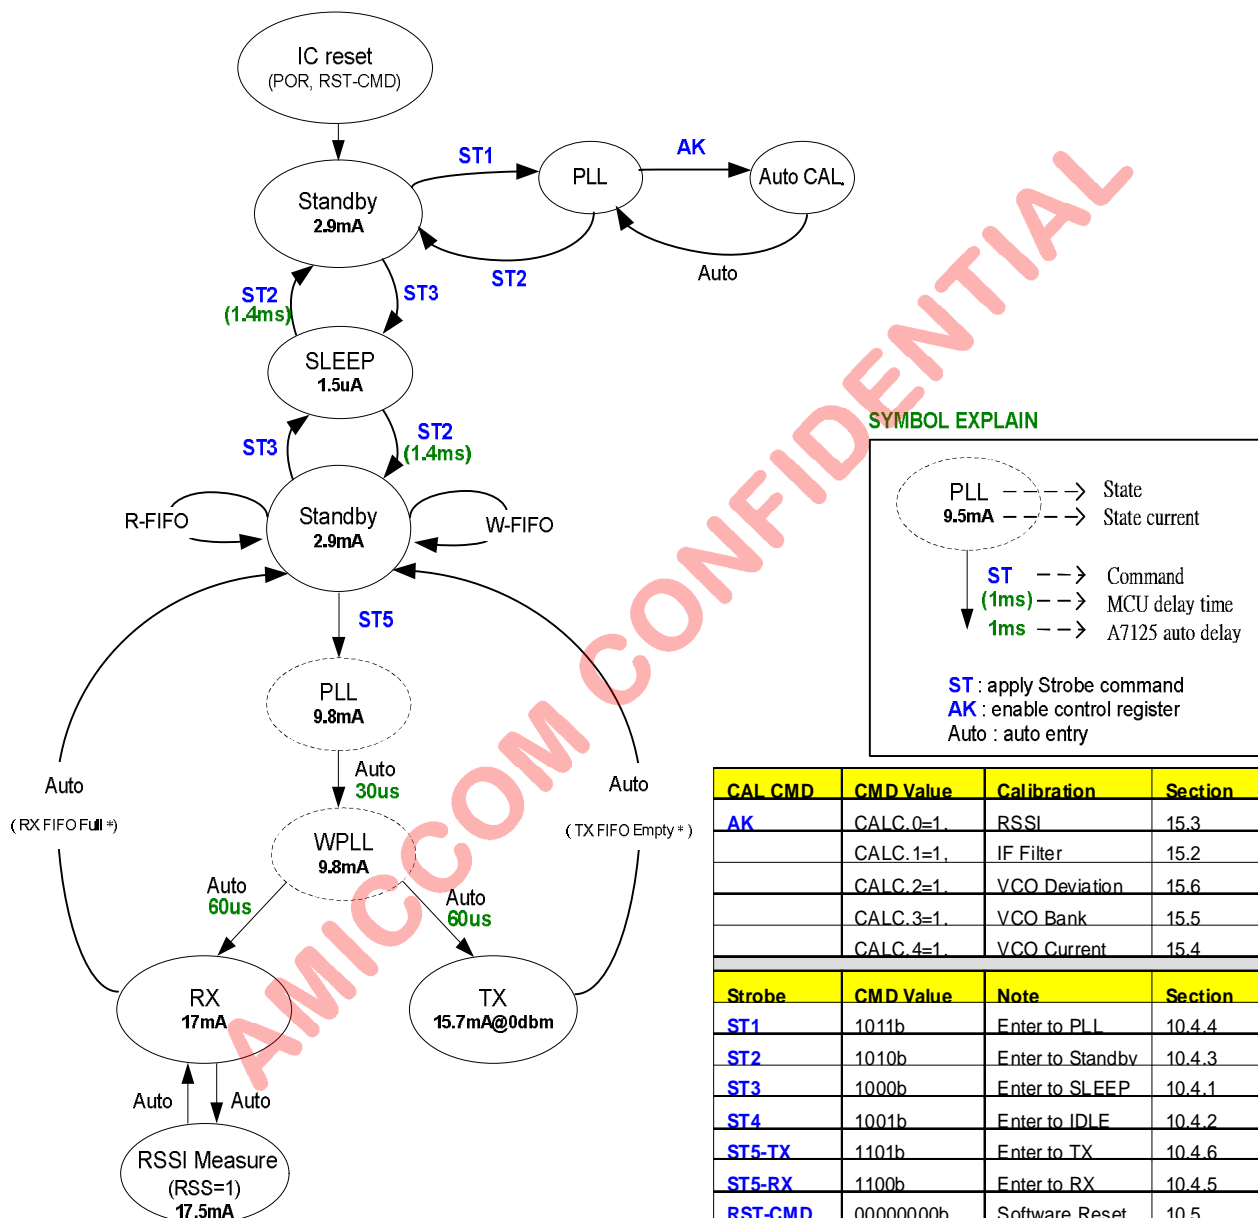 IC reset
(POR, RST-CMD)
ST1
AK
Standby
2.9mA
PLL
Auto CAL.
ST2
Auto
ST2
(1.4ms)
ST3
SLEEP
1.5uA
ST3
ST2
(1.4ms)
R-FIFO
Standby
2.9mA
W-FIFO
ST5
PLL
9.8mA
Auto
30us
Auto
(RX FIFO Full *)
WPLL
9.8mA
Auto
(TX FIFO Empty *)
Auto
60us
Auto
60us
RX
17mA
TX
15.7mA@0dbm
Auto
Auto
RSSI Measure
(RSS=1)
17.5mA
SYMBOL EXPLAIN
PLL State
9.5mA State current
ST Command
(1ms) MCU delay time
1ms A7125 auto delay
ST : apply Strobe command
AK : enable control register
Auto : auto entry
CAL CMD CMD Value Calibration Section
AK CALC.0=1, RSSI 15.3
CALC.1=1, IF Filter 15.2
CALC.2=1, VCO Deviation 15.6
CALC.3=1, VCO Bank 15.5
CALC.4=1, VCO Current 15.4
Strobe CMD Value Note Section
ST1 1011b Enter to PLL 10.4.4
ST2 1010b Enter to Standby 10.4.3
ST3 1000b Enter to SLEEP 10.4.1
ST4 1001b Enter to IDLE 10.4.2
ST5-TX 1101b Enter to TX 10.4.6
ST5-RX 1100b Enter to RX 10.4.5
RST-CMD 00000000b Software Reset 10.5
AMICCOM CONFIDENTIAL